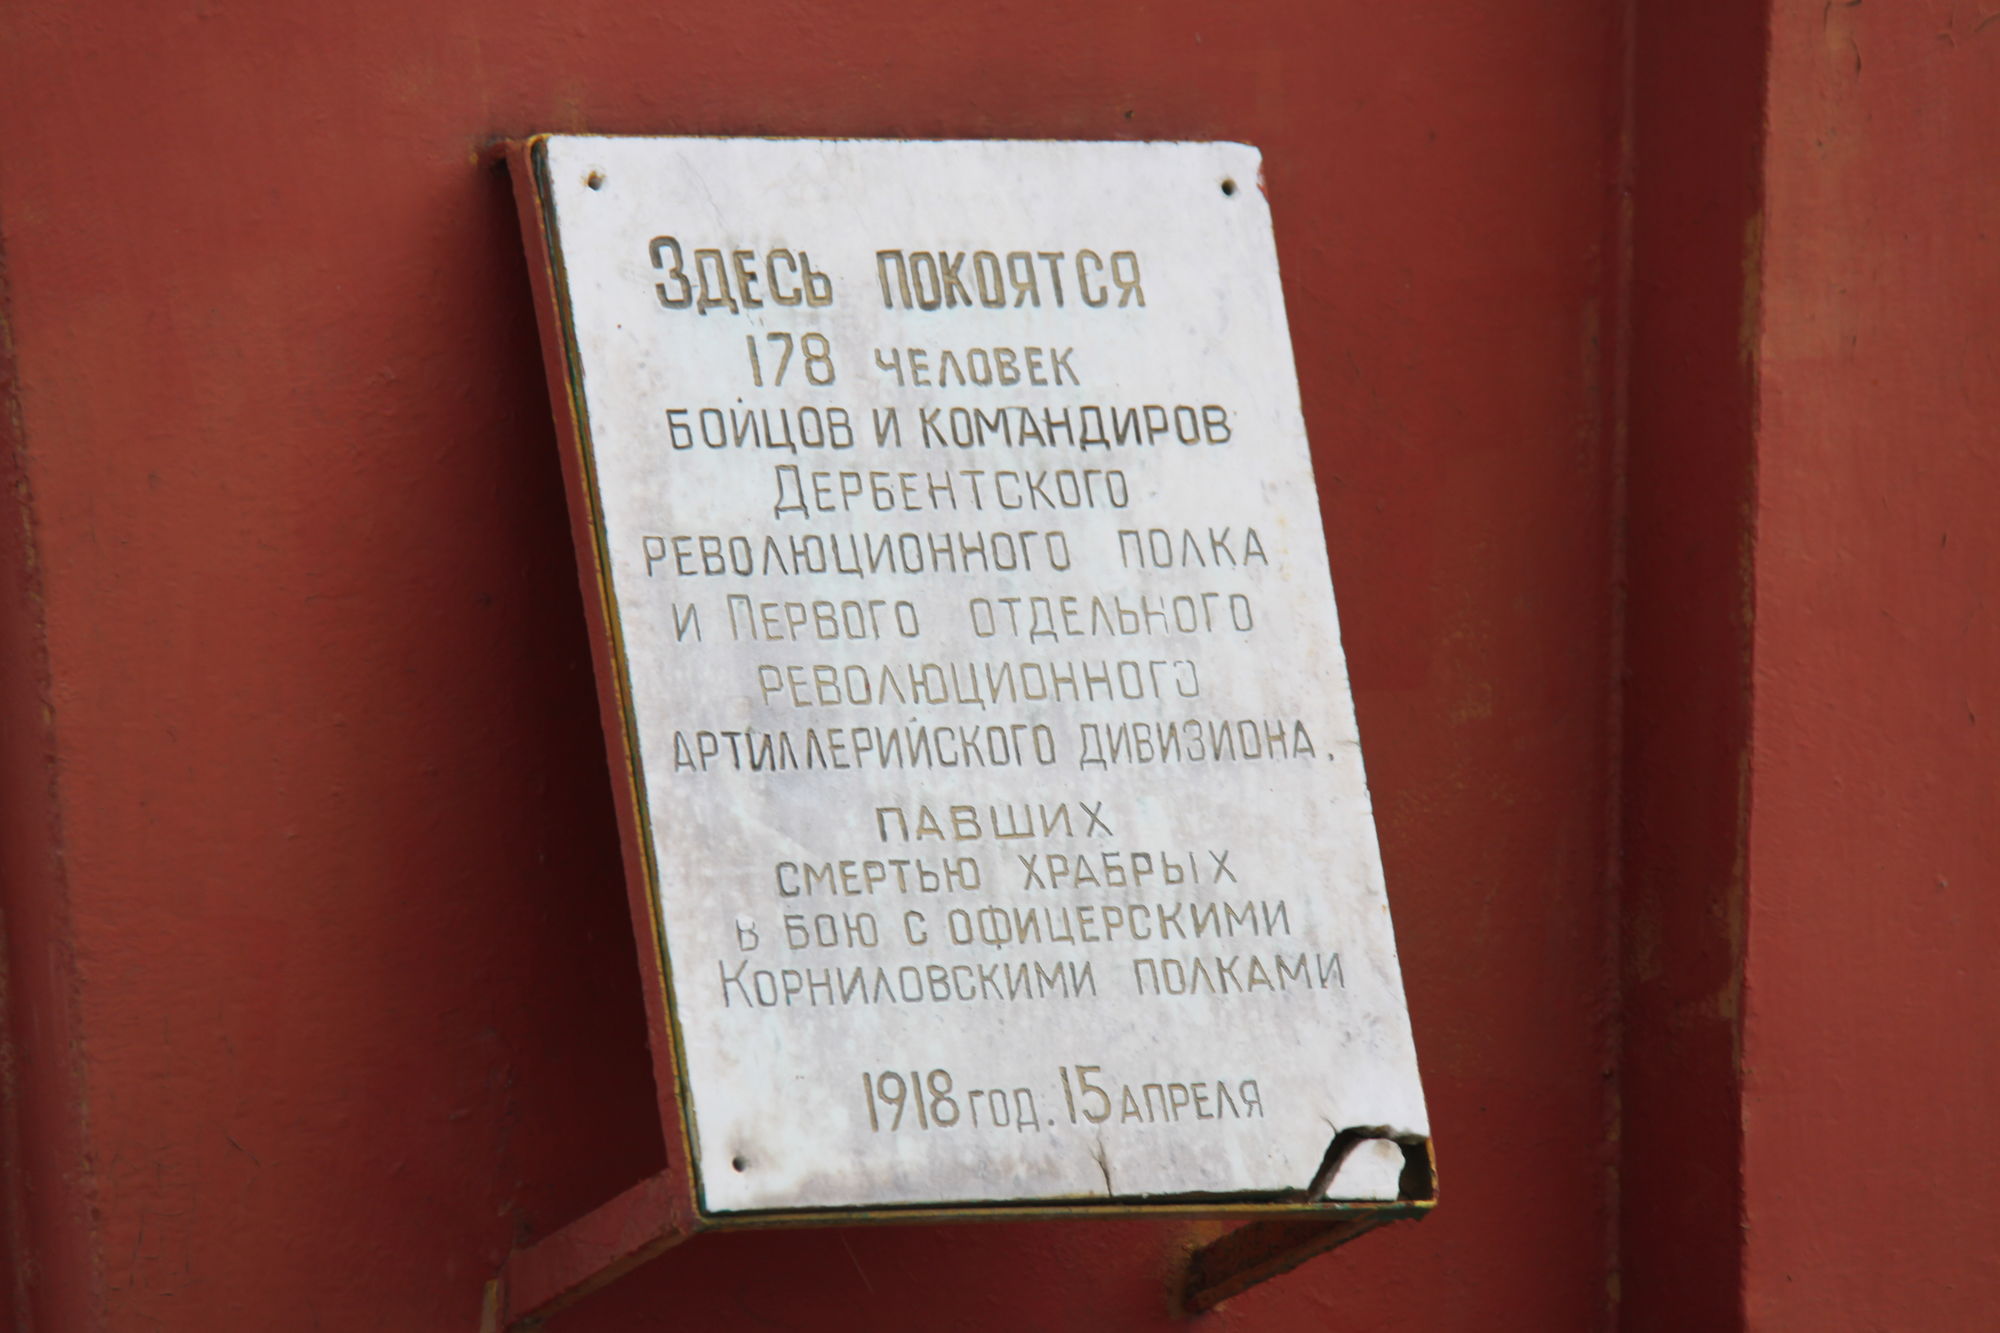 Здесь покоятся
178 человек
бойцов и командиров
Дербентского
революционного полка
и Первого отдельного
революционного
артиллерийского дивизиона.
павших
смертью храбрых
в бою с офицерскими
Корниловскими полками
1918 год. 15 апреля